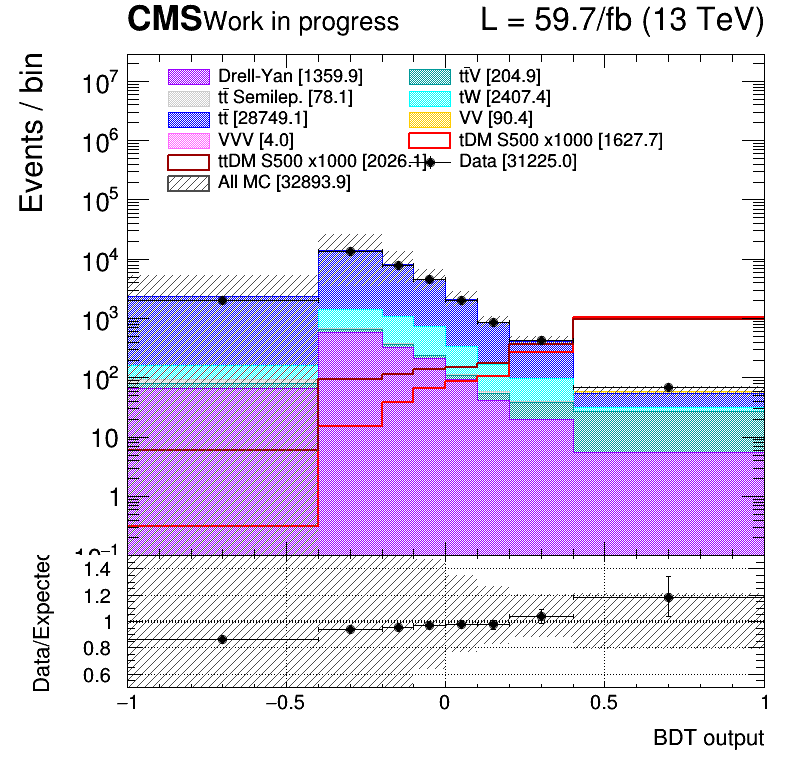 CMS Work in progress L = 59.7/fb (13 TeV)
Events / bin
Drell-Yan [1359.9] tt̄V [204.9]
tt̄ Semilep. [78.1] tW [2407.4]
tt̄ [28749.1] VV [90.4]
VVV [4.0] tDM S500 x1000 [1627.7]
ttDM S500 x1000 [2026.1] Data [31225.0]
All MC [32893.9]
10⁷
10⁶
10⁵
10⁴
10³
10²
10
1
10⁻¹
Data/Expected
1.4
1.2
1
0.8
0.6
−1 −0.5 0 0.5 1
BDT output